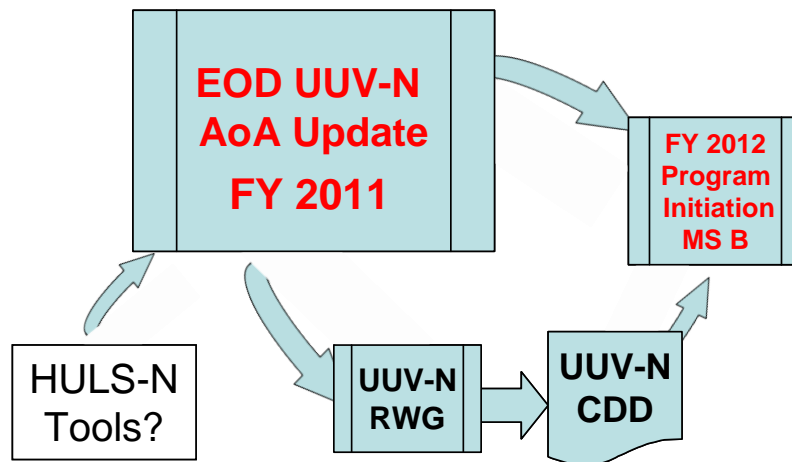 EOD UUV-N
AoA Update
FY 2011
FY 2012
Program
Initiation
MS B
HULS-N
Tools?
UUV-N
RWG
UUV-N
CDD